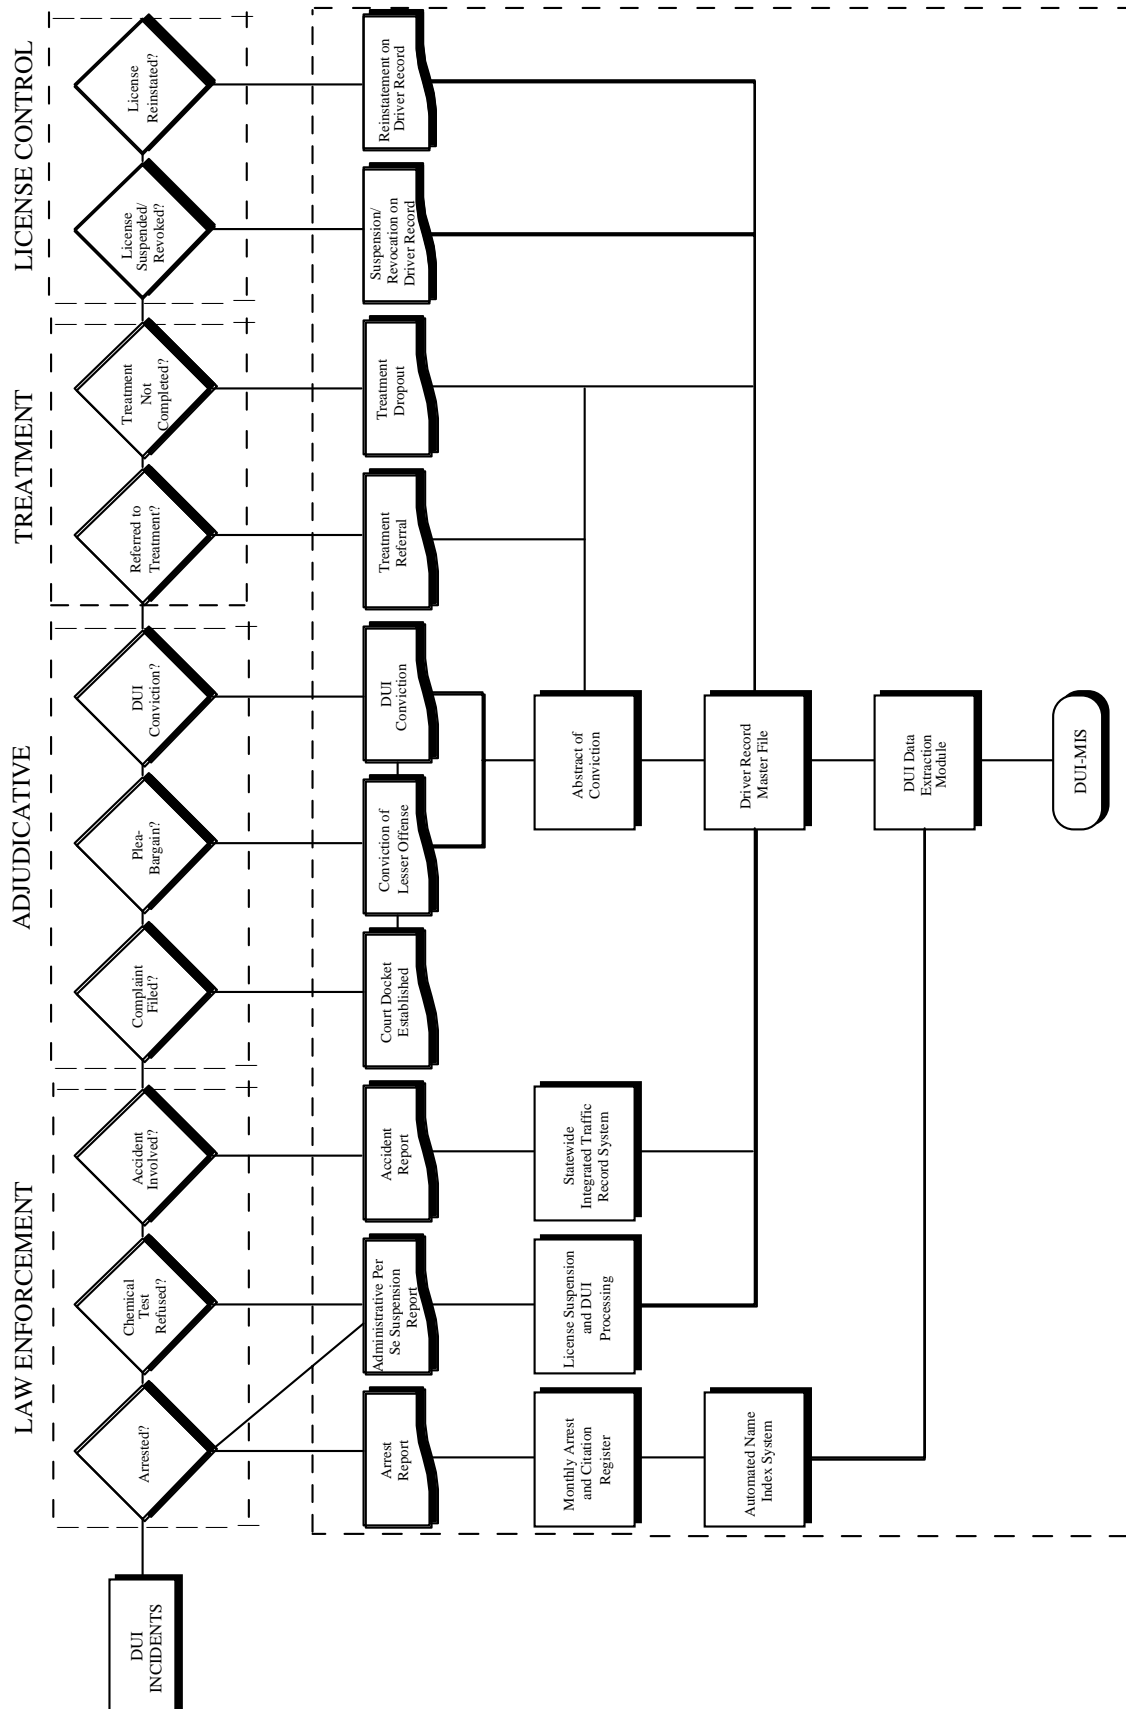 LAW ENFORCEMENT
ADJUDICATIVE
TREATMENT
LICENSE CONTROL
DUI
INCIDENTS
Arrested?
Chemical
Test
Refused?
Accident
Involved?
Complaint
Filed?
Plea-
Bargain?
DUI
Conviction?
Referred to
Treatment?
Treatment
Not
Completed?
License
Suspended/
Revoked?
License
Reinstated?
Arrest
Report
Administrative Per
Se Suspension
Report
Accident
Report
Court Docket
Established
Conviction of
Lesser Offense
DUI
Conviction
Treatment
Referral
Treatment
Dropout
Suspension/
Revocation on
Driver Record
Reinstatement on
Driver Record
Monthly Arrest
and Citation
Register
License Suspension
and DUI
Processing
Statewide
Integrated Traffic
Record System
Abstract of
Conviction
Automated Name
Index System
Driver Record
Master File
DUI Data
Extraction
Module
DUI-MIS